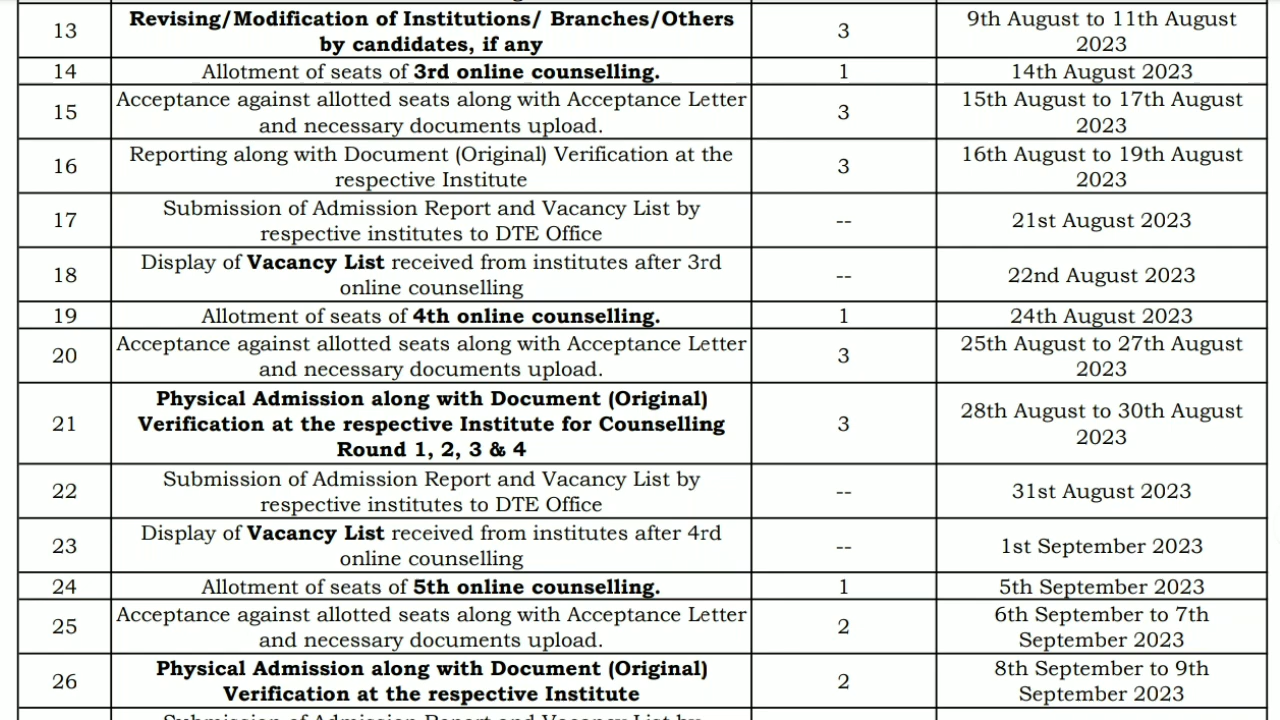 13
Revising/Modification of Institutions/ Branches/Others
by candidates, if any
3
9th August to 11th August
2023
14
Allotment of seats of 3rd online counselling.
1
14th August 2023
15
Acceptance against allotted seats along with Acceptance Letter
and necessary documents upload.
3
15th August to 17th August
2023
16
Reporting along with Document (Original) Verification at the
respective Institute
3
16th August to 19th August
2023
17
Submission of Admission Report and Vacancy List by
respective institutes to DTE Office
--
21st August 2023
18
Display of Vacancy List received from institutes after 3rd
online counselling
--
22nd August 2023
19
Allotment of seats of 4th online counselling.
1
24th August 2023
20
Acceptance against allotted seats along with Acceptance Letter
and necessary documents upload.
3
25th August to 27th August
2023
21
Physical Admission along with Document (Original)
Verification at the respective Institute for Counselling
Round 1, 2, 3 & 4
3
28th August to 30th August
2023
22
Submission of Admission Report and Vacancy List by
respective institutes to DTE Office
--
31st August 2023
23
Display of Vacancy List received from institutes after 4rd
online counselling
--
1st September 2023
24
Allotment of seats of 5th online counselling.
1
5th September 2023
25
Acceptance against allotted seats along with Acceptance Letter
and necessary documents upload.
2
6th September to 7th
September 2023
26
Physical Admission along with Document (Original)
Verification at the respective Institute
2
8th September to 9th
September 2023
Submission of Admission Report and Vacancy List by